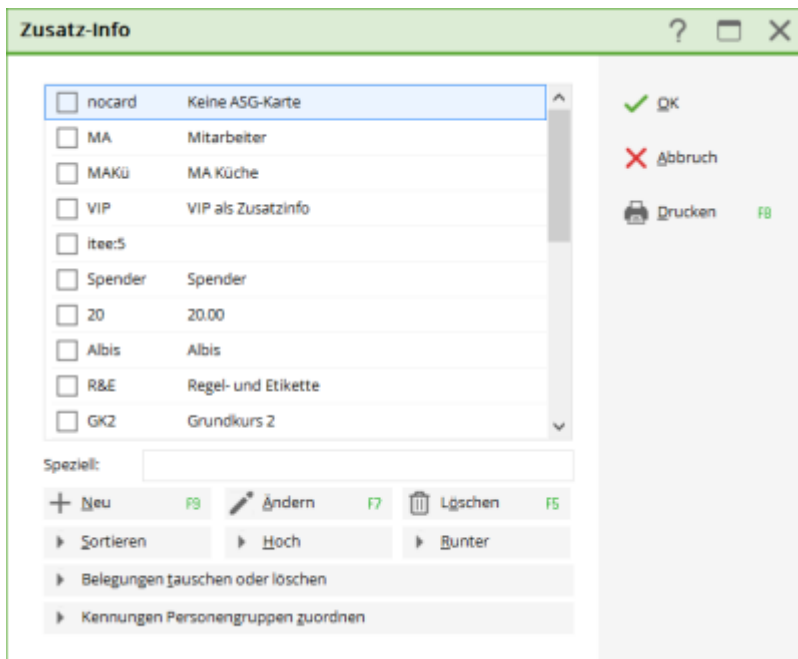 Zusatz-Info
nocard Keine ASG-Karte
MA Mitarbeiter
MAKü MA Küche
VIP VIP als Zusatzinfo
itee:5
Spender Spender
20 20.00
Albis Albis
R&E Regel- und Etikette
GK2 Grundkurs 2
Speziell:
Neu F9 Ändern F7 Löschen F5
Sortieren Hoch Runter
Belegungen tauschen oder löschen
Kennungen Personengruppen zuordnen
OK
Abbruch
Drucken F8